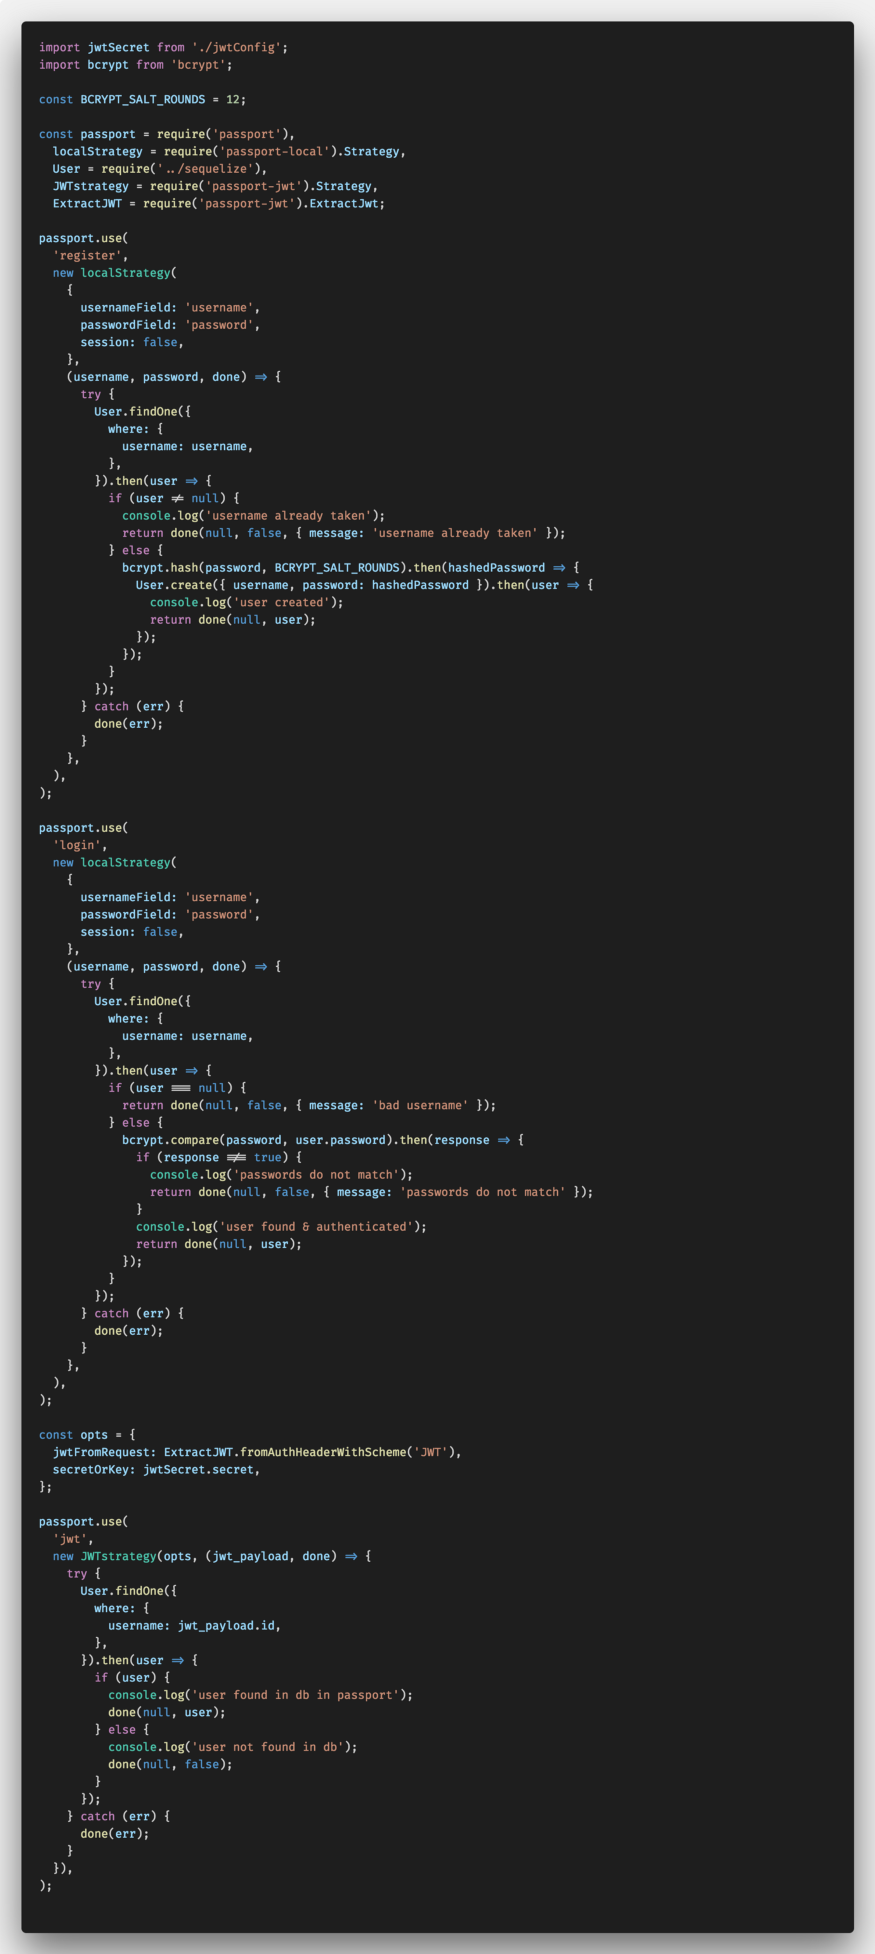 import jwtSecret from './jwtConfig';
import bcrypt from 'bcrypt';

const BCRYPT_SALT_ROUNDS = 12;

const passport = require('passport'),
  localStrategy = require('passport-local').Strategy,
  User = require('../sequelize'),
  JWTstrategy = require('passport-jwt').Strategy,
  ExtractJWT = require('passport-jwt').ExtractJwt;

passport.use(
  'register',
  new localStrategy(
    {
      usernameField: 'username',
      passwordField: 'password',
      session: false,
    },
    (username, password, done) => {
      try {
        User.findOne({
          where: {
            username: username,
          },
        }).then(user => {
          if (user != null) {
            console.log('username already taken');
            return done(null, false, { message: 'username already taken' });
          } else {
            bcrypt.hash(password, BCRYPT_SALT_ROUNDS).then(hashedPassword => {
              User.create({ username, password: hashedPassword }).then(user => {
                console.log('user created');
                return done(null, user);
              });
            });
          }
        });
      } catch (err) {
        done(err);
      }
    },
  ),
);

passport.use(
  'login',
  new localStrategy(
    {
      usernameField: 'username',
      passwordField: 'password',
      session: false,
    },
    (username, password, done) => {
      try {
        User.findOne({
          where: {
            username: username,
          },
        }).then(user => {
          if (user === null) {
            return done(null, false, { message: 'bad username' });
          } else {
            bcrypt.compare(password, user.password).then(response => {
              if (response !== true) {
                console.log('passwords do not match');
                return done(null, false, { message: 'passwords do not match' });
              }
              console.log('user found & authenticated');
              return done(null, user);
            });
          }
        });
      } catch (err) {
        done(err);
      }
    },
  ),
);

const opts = {
  jwtFromRequest: ExtractJWT.fromAuthHeaderWithScheme('JWT'),
  secretOrKey: jwtSecret.secret,
};

passport.use(
  'jwt',
  new JWTstrategy(opts, (jwt_payload, done) => {
    try {
      User.findOne({
        where: {
          username: jwt_payload.id,
        },
      }).then(user => {
        if (user) {
          console.log('user found in db in passport');
          done(null, user);
        } else {
          console.log('user not found in db');
          done(null, false);
        }
      });
    } catch (err) {
      done(err);
    }
  }),
);